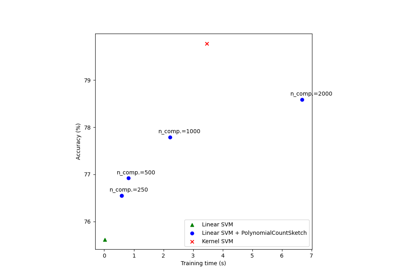 79
78
77
76
Accuracy (%)
n_comp.=2000
n_comp.=1000
n_comp.=500
n_comp.=250
Linear SVM
Linear SVM + PolynomialCountSketch
Kernel SVM
0 1 2 3 4 5 6 7
Training time (s)